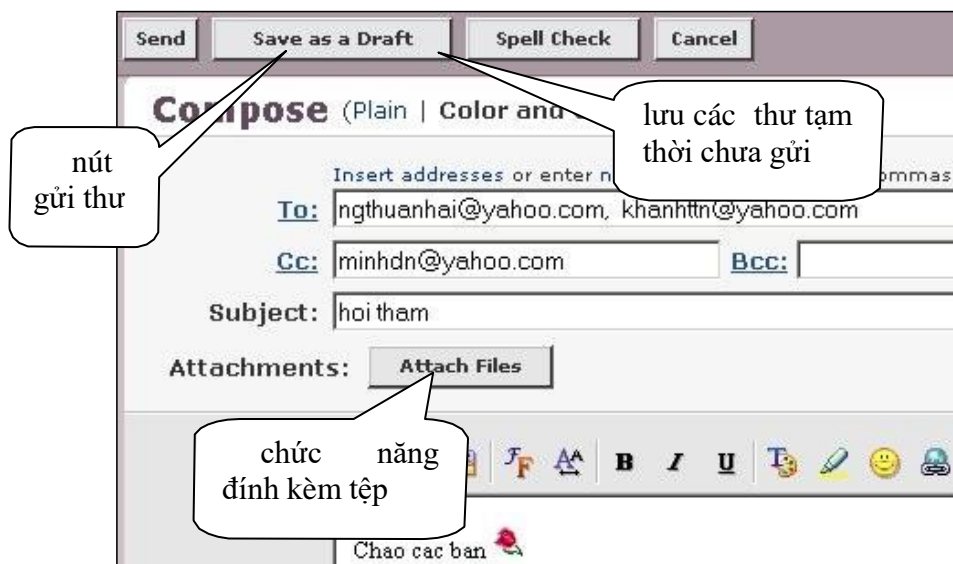 Send Save as a Draft Spell Check Cancel
Compose (Plain | Color and
lưu các thư tạm
thời chưa gửi
nút
gửi thư
Insert addresses or enter
To: ngthuanhai@yahoo.com, khanhttn@yahoo.com
Cc: minhdn@yahoo.com Bcc:
Subject: hoi tham
Attachments: Attach Files
chức năng
đính kèm tệp
B I U
Chao cac ban